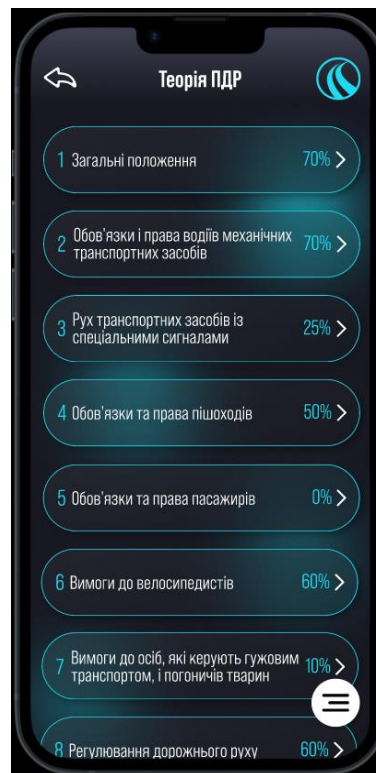 Теорія ПДР
1 Загальні положення 70%
2 Обов'язки і права водіїв механічних
транспортних засобів 70%
3 Рух транспортних засобів із
спеціальними сигналами 25%
4 Обов'язки та права пішоходів 50%
5 Обов'язки та права пасажирів 0%
6 Вимоги до велосипедистів 60%
7 Вимоги до осіб, які керують гужовим
транспортом, і погоничів тварин 10%
8 Регулювання дорожнього руху 60%